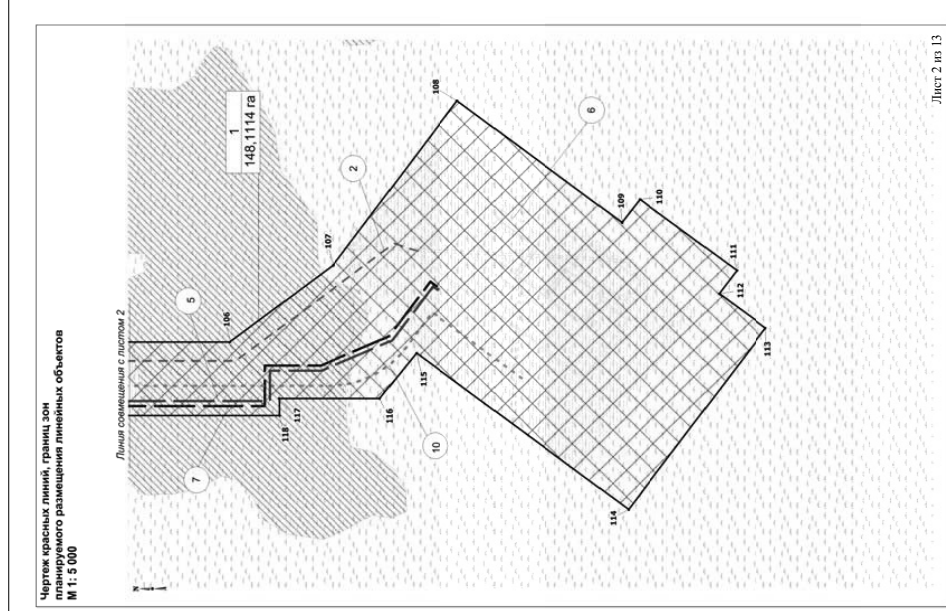 Чертеж красных линий, границ зон
планируемого размещения линейных объектов
М 1: 5 000
Линия совмещения с листом 2
N
1
148,1114 га
5
106
107
2
108
7
118
117
116
115
10
6
109
110
111
112
113
114
Лист 2 из 13